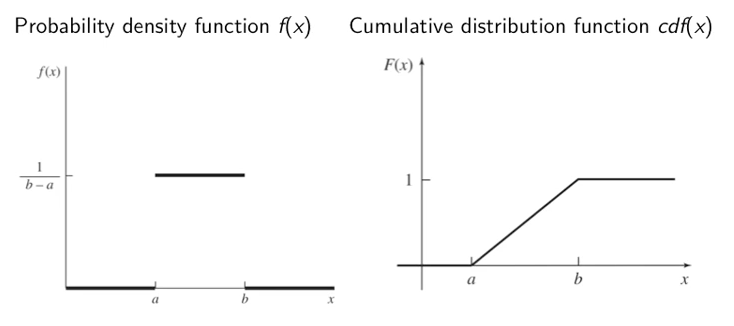 Probability density function f(x)
Cumulative distribution function cdf(x)
f(x)
1
b – a
a
b
x
F(x)
1
a
b
x